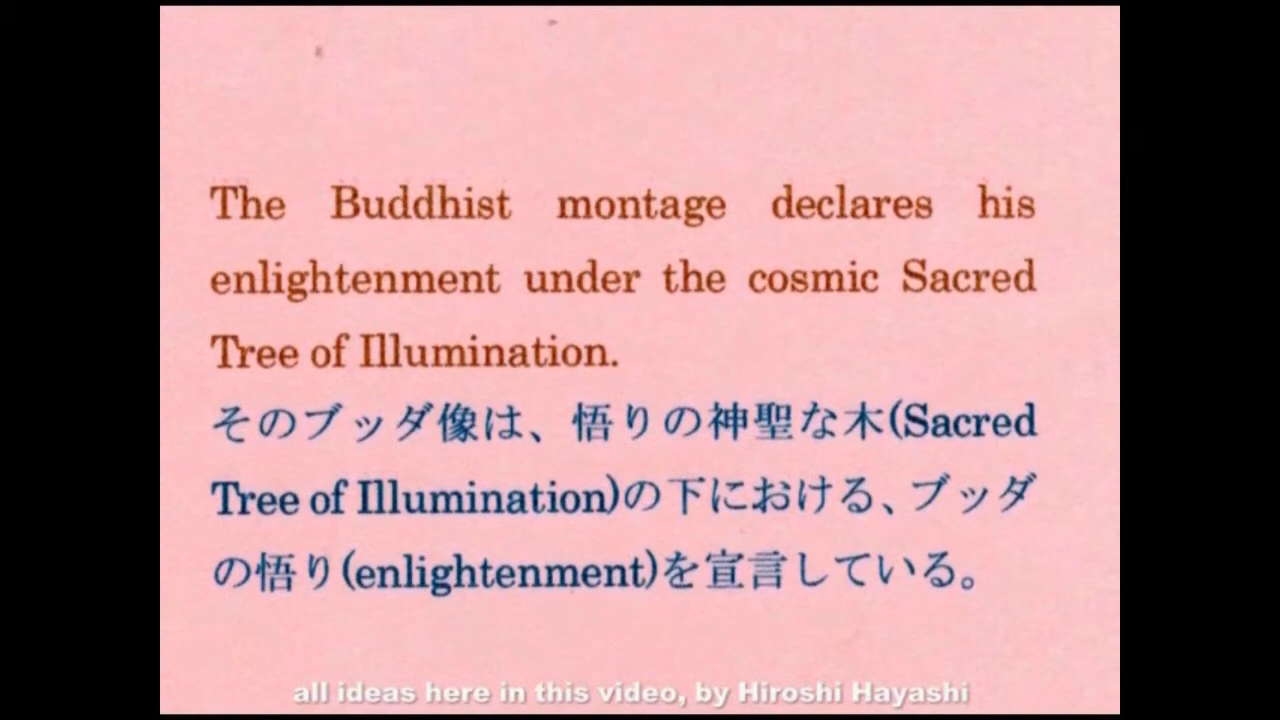 The Buddhist montage declares his
enlightenment under the cosmic Sacred
Tree of Illumination.
そのブッダ像は、悟りの神聖な木(Sacred
Tree of Illumination)の下における、ブッダ
の悟り(enlightenment)を宣言している。
all ideas here in this video, by Hiroshi Hayashi